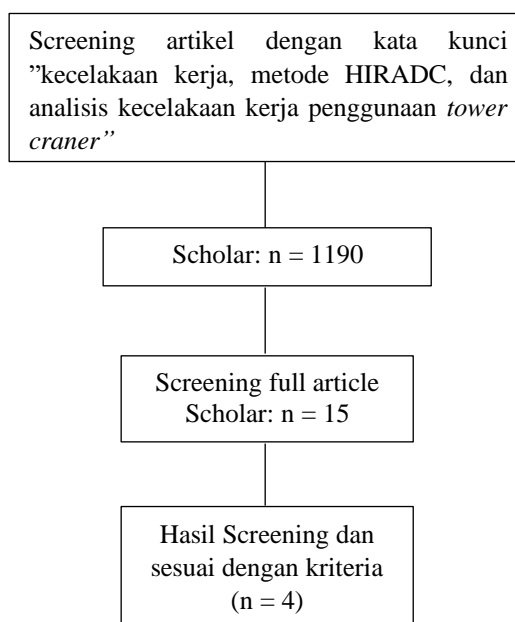 Screening artikel dengan kata kunci
”kecelakaan kerja, metode HIRADC, dan
analisis kecelakaan kerja penggunaan tower
craner”
Scholar: n = 1190
Screening full article
Scholar: n = 15
Hasil Screening dan
sesuai dengan kriteria
(n = 4)